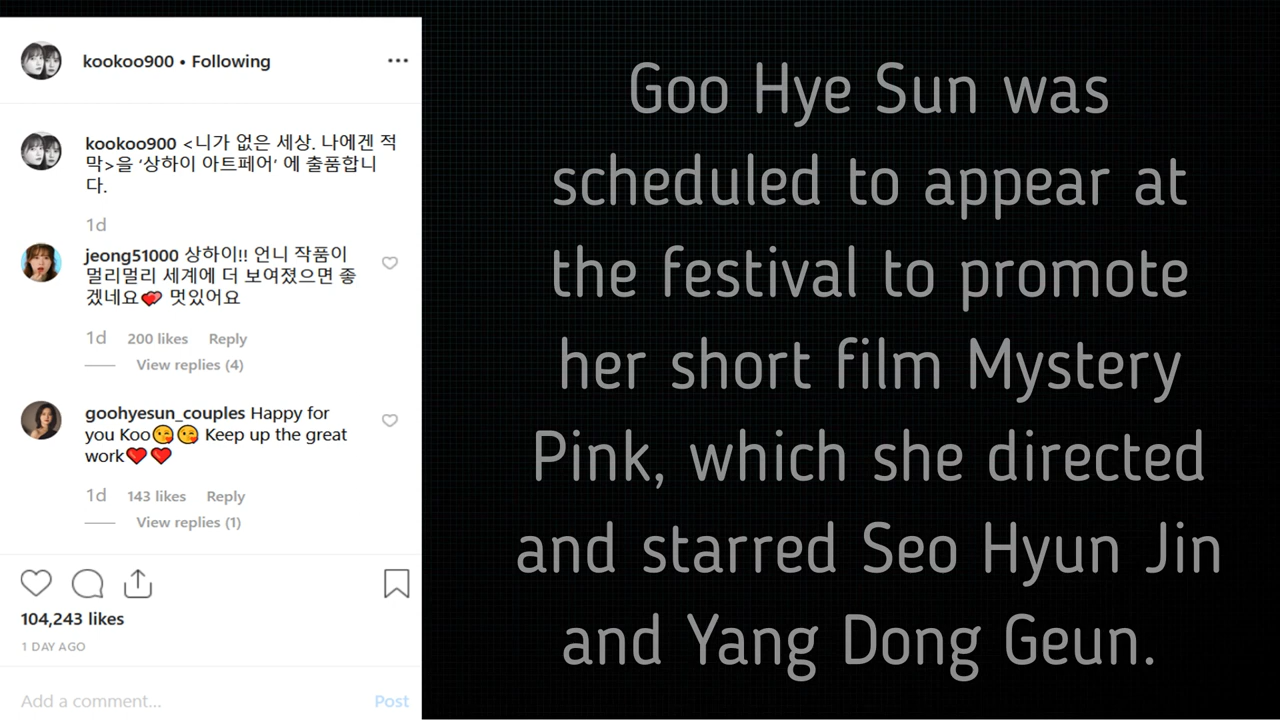 kookoo900 • Following
kookoo900 <니가 없은 세상. 나에겐 적
막>을 '상하이 아트페어' 에 출품합니
다.
1d
jeong51000 상하이!! 언니 작품이
멀리멀리 세계에 더 보여졌으면 좋
겠네요💕 멋있어요
1d 200 likes Reply
View replies (4)
goohyesun_couples Happy for
you Koo😘😘 Keep up the great
work❤️❤️
1d 143 likes Reply
View replies (1)
104,243 likes
1 DAY AGO
Add a comment... Post
Goo Hye Sun was
scheduled to appear at
the festival to promote
her short film Mystery
Pink, which she directed
and starred Seo Hyun Jin
and Yang Dong Geun.